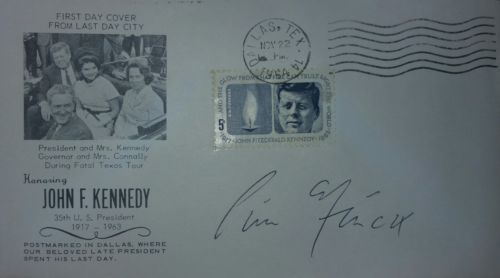 FIRST DAY COVER
FROM LAST DAY CITY
President and Mrs. Kennedy
Governor and Mrs. Connally
During Fatal Texas Tour
Honoring
JOHN F. KENNEDY
35th U. S. President
1917 – 1963
POSTMARKED IN DALLAS, WHERE
OUR BELOVED LATE PRESIDENT
SPENT HIS LAST DAY.
DALLAS, TEX.
NOV 22
PM
5¢
JOHN FITZGERALD KENNEDY